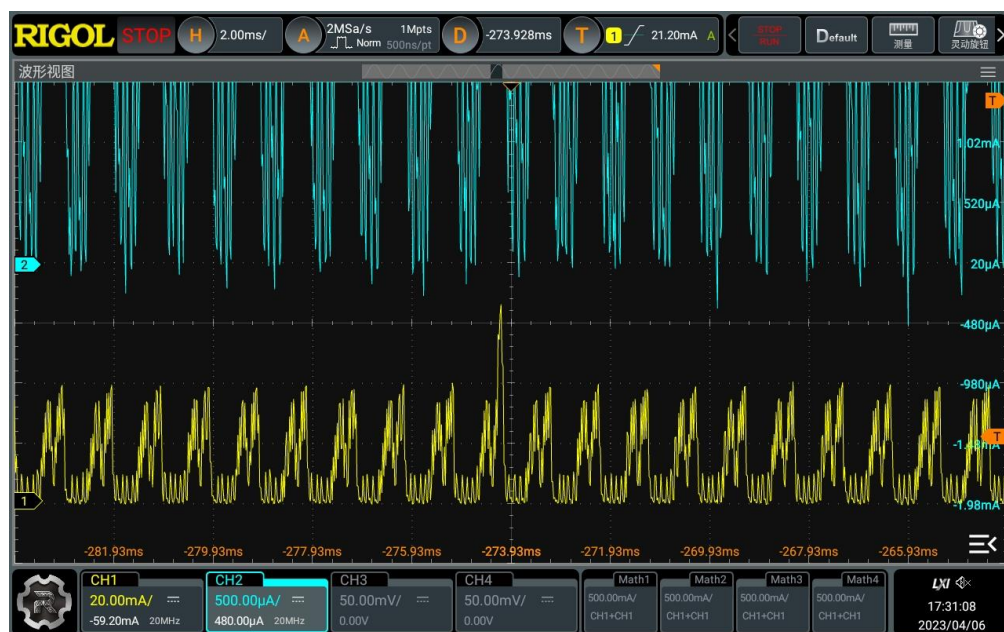 RIGOL STOP H 2.00ms/ A 2MSa/s 1Mpts Norm 500ns/pt D -273.928ms T 1 21.20mA A < STOP RUN Default 测量 灵动旋钮 >
波形视图
T
1.02mA
520µA
2 20µA
-480µA
-980µA
T
1 -1.98mA
-281.93ms -279.93ms -277.93ms -275.93ms -273.93ms -271.93ms -269.93ms -267.93ms -265.93ms
CH1 CH2 CH3 CH4 Math1 Math2 Math3 Math4
20.00mA/ 500.00µA/ 50.00mV/ 50.00mV/ 500.00mA/ 500.00mA/ 500.00mA/ 500.00mA/
-59.20mA 20MHz 480.00µA 20MHz 0.00V 0.00V CH1+CH1 CH1+CH1 CH1+CH1 CH1+CH1
LXI
17:31:08
2023/04/06